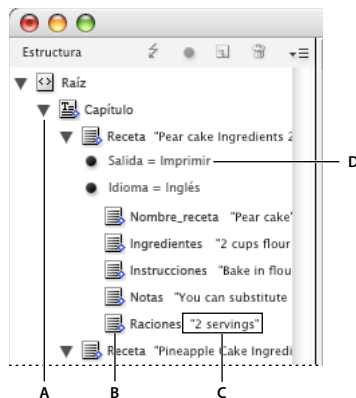 Estructura
Raíz
Capítulo
Receta "Pear cake Ingredients 2
Salida = Imprimir
D
Idioma = Inglés
Nombre_receta "Pear cake"
Ingredientes "2 cups flour
Instrucciones "Bake in flou
Notas "You can substitute
Raciones "2 servings"
Receta "Pineapple Cake Ingredi
A B C